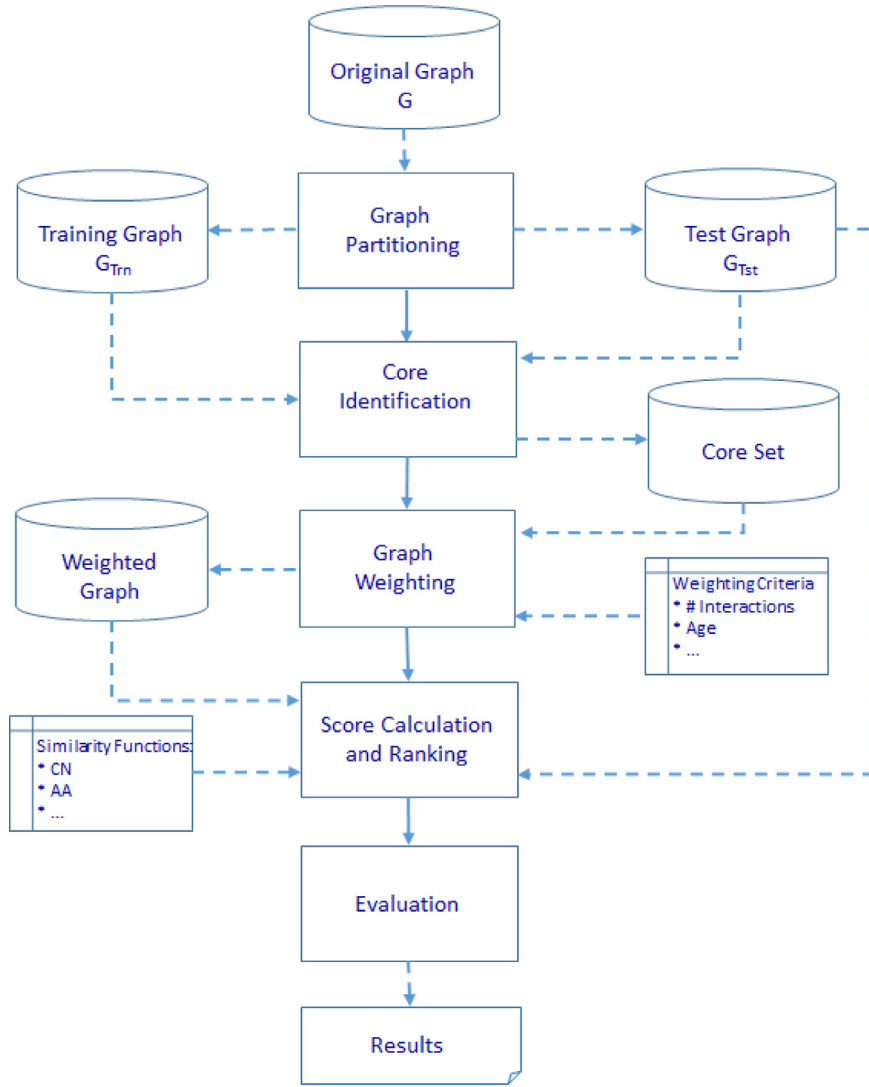 Original Graph
G
Graph
Partitioning
Training Graph
GTrn
Test Graph
GTst
Core
Identification
Core Set
Graph
Weighting
Weighted
Graph
Weighting Criteria
* # Interactions
* Age
* ...
Score Calculation
and Ranking
Similarity Functions:
* CN
* AA
* ...
Evaluation
Results